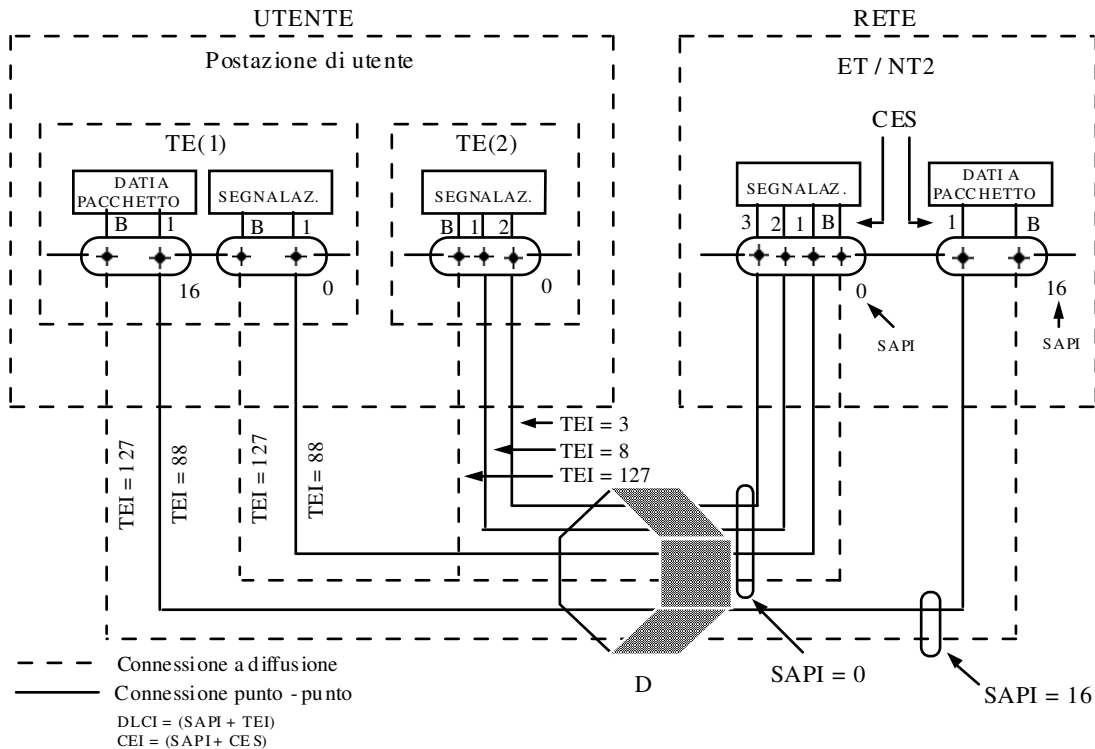 UTENTE
RETE
Postazione di utente
ET / NT2
CES
TE(1)
TE(2)
DATI A
PACCHETTO
SEGNALAZ.
SEGNALAZ.
SEGNALAZ.
DATI A
PACCHETTO
B 1 B 1 B 1 2 3 2 1 B 1 B
16 0 0 0 16
SAPI SAPI
TEI = 127
TEI = 88
TEI = 127
TEI = 88
TEI = 3
TEI = 8
TEI = 127
D
SAPI = 0
SAPI = 16
Connessione a diffusione
Connessione punto - punto
DLCI = (SAPI + TEI)
CEI = (SAPI + CES)